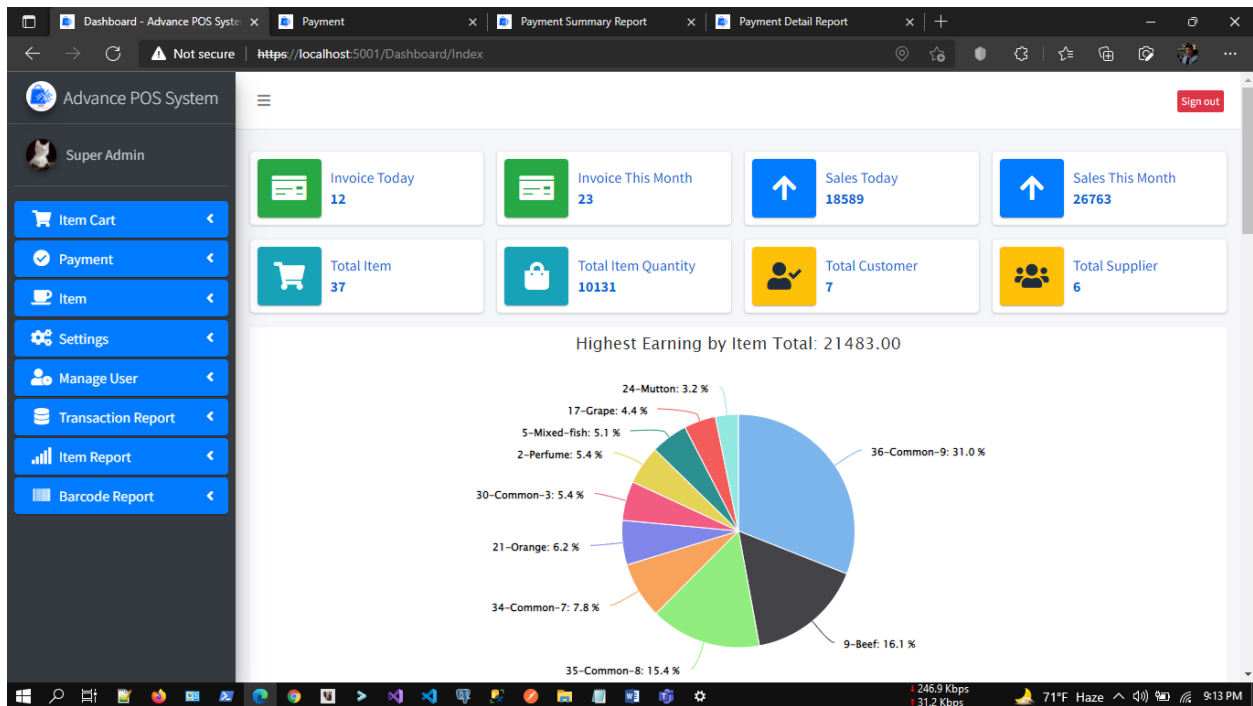 Dashboard - Advance POS Syste
Payment
Payment Summary Report
Payment Detail Report
Not secure
https://localhost:5001/Dashboard/Index
Advance POS System
Sign out
Super Admin
Item Cart
Payment
Item
Settings
Manage User
Transaction Report
Item Report
Barcode Report
Invoice Today
12
Invoice This Month
23
Sales Today
18589
Sales This Month
26763
Total Item
37
Total Item Quantity
10131
Total Customer
7
Total Supplier
6
Highest Earning by Item Total: 21483.00
24-Mutton: 3.2 %
17-Grape: 4.4 %
5-Mixed-fish: 5.1 %
2-Perfume: 5.4 %
30-Common-3: 5.4 %
21-Orange: 6.2 %
34-Common-7: 7.8 %
35-Common-8: 15.4 %
36-Common-9: 31.0 %
9-Beef: 16.1 %
246.9 Kbps
31.2 Kbps
71°F Haze
9:13 PM